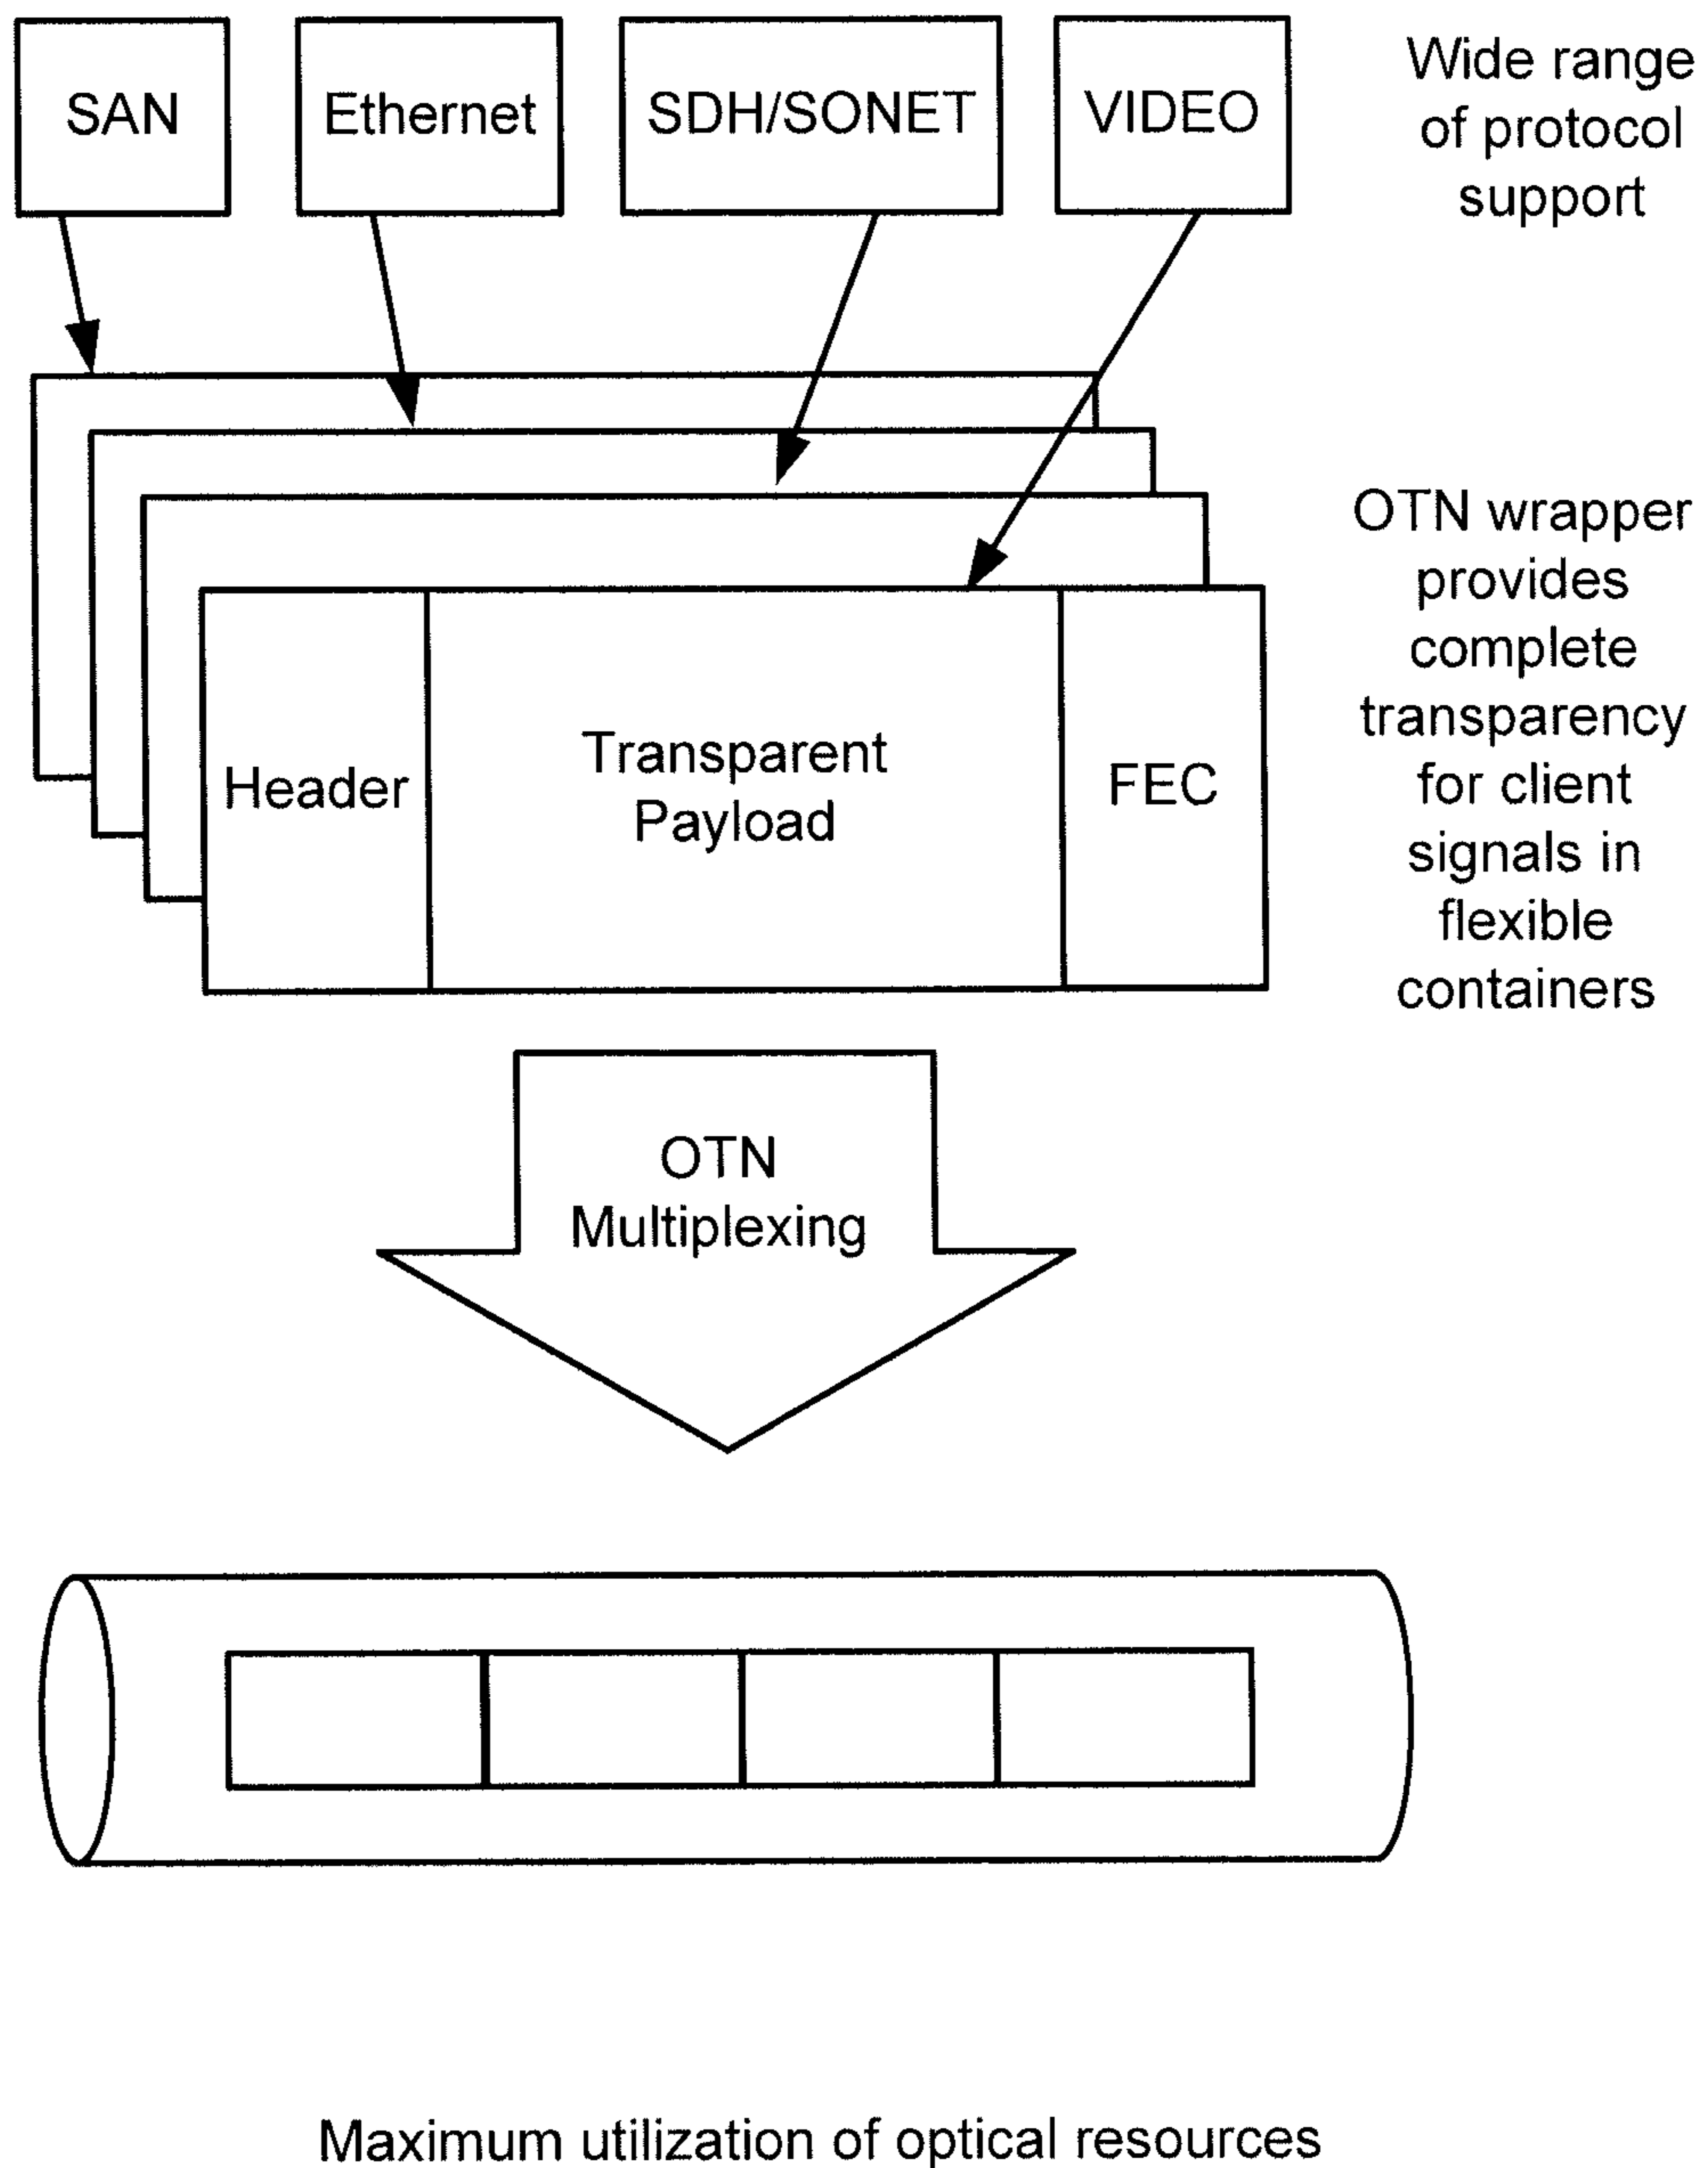 SAN
Ethernet
SDH/SONET
VIDEO
Wide range
of protocol
support
OTN wrapper
provides
complete
transparency
for client
signals in
flexible
containers
Header
Transparent
Payload
FEC
OTN
Multiplexing
Maximum utilization of optical resources